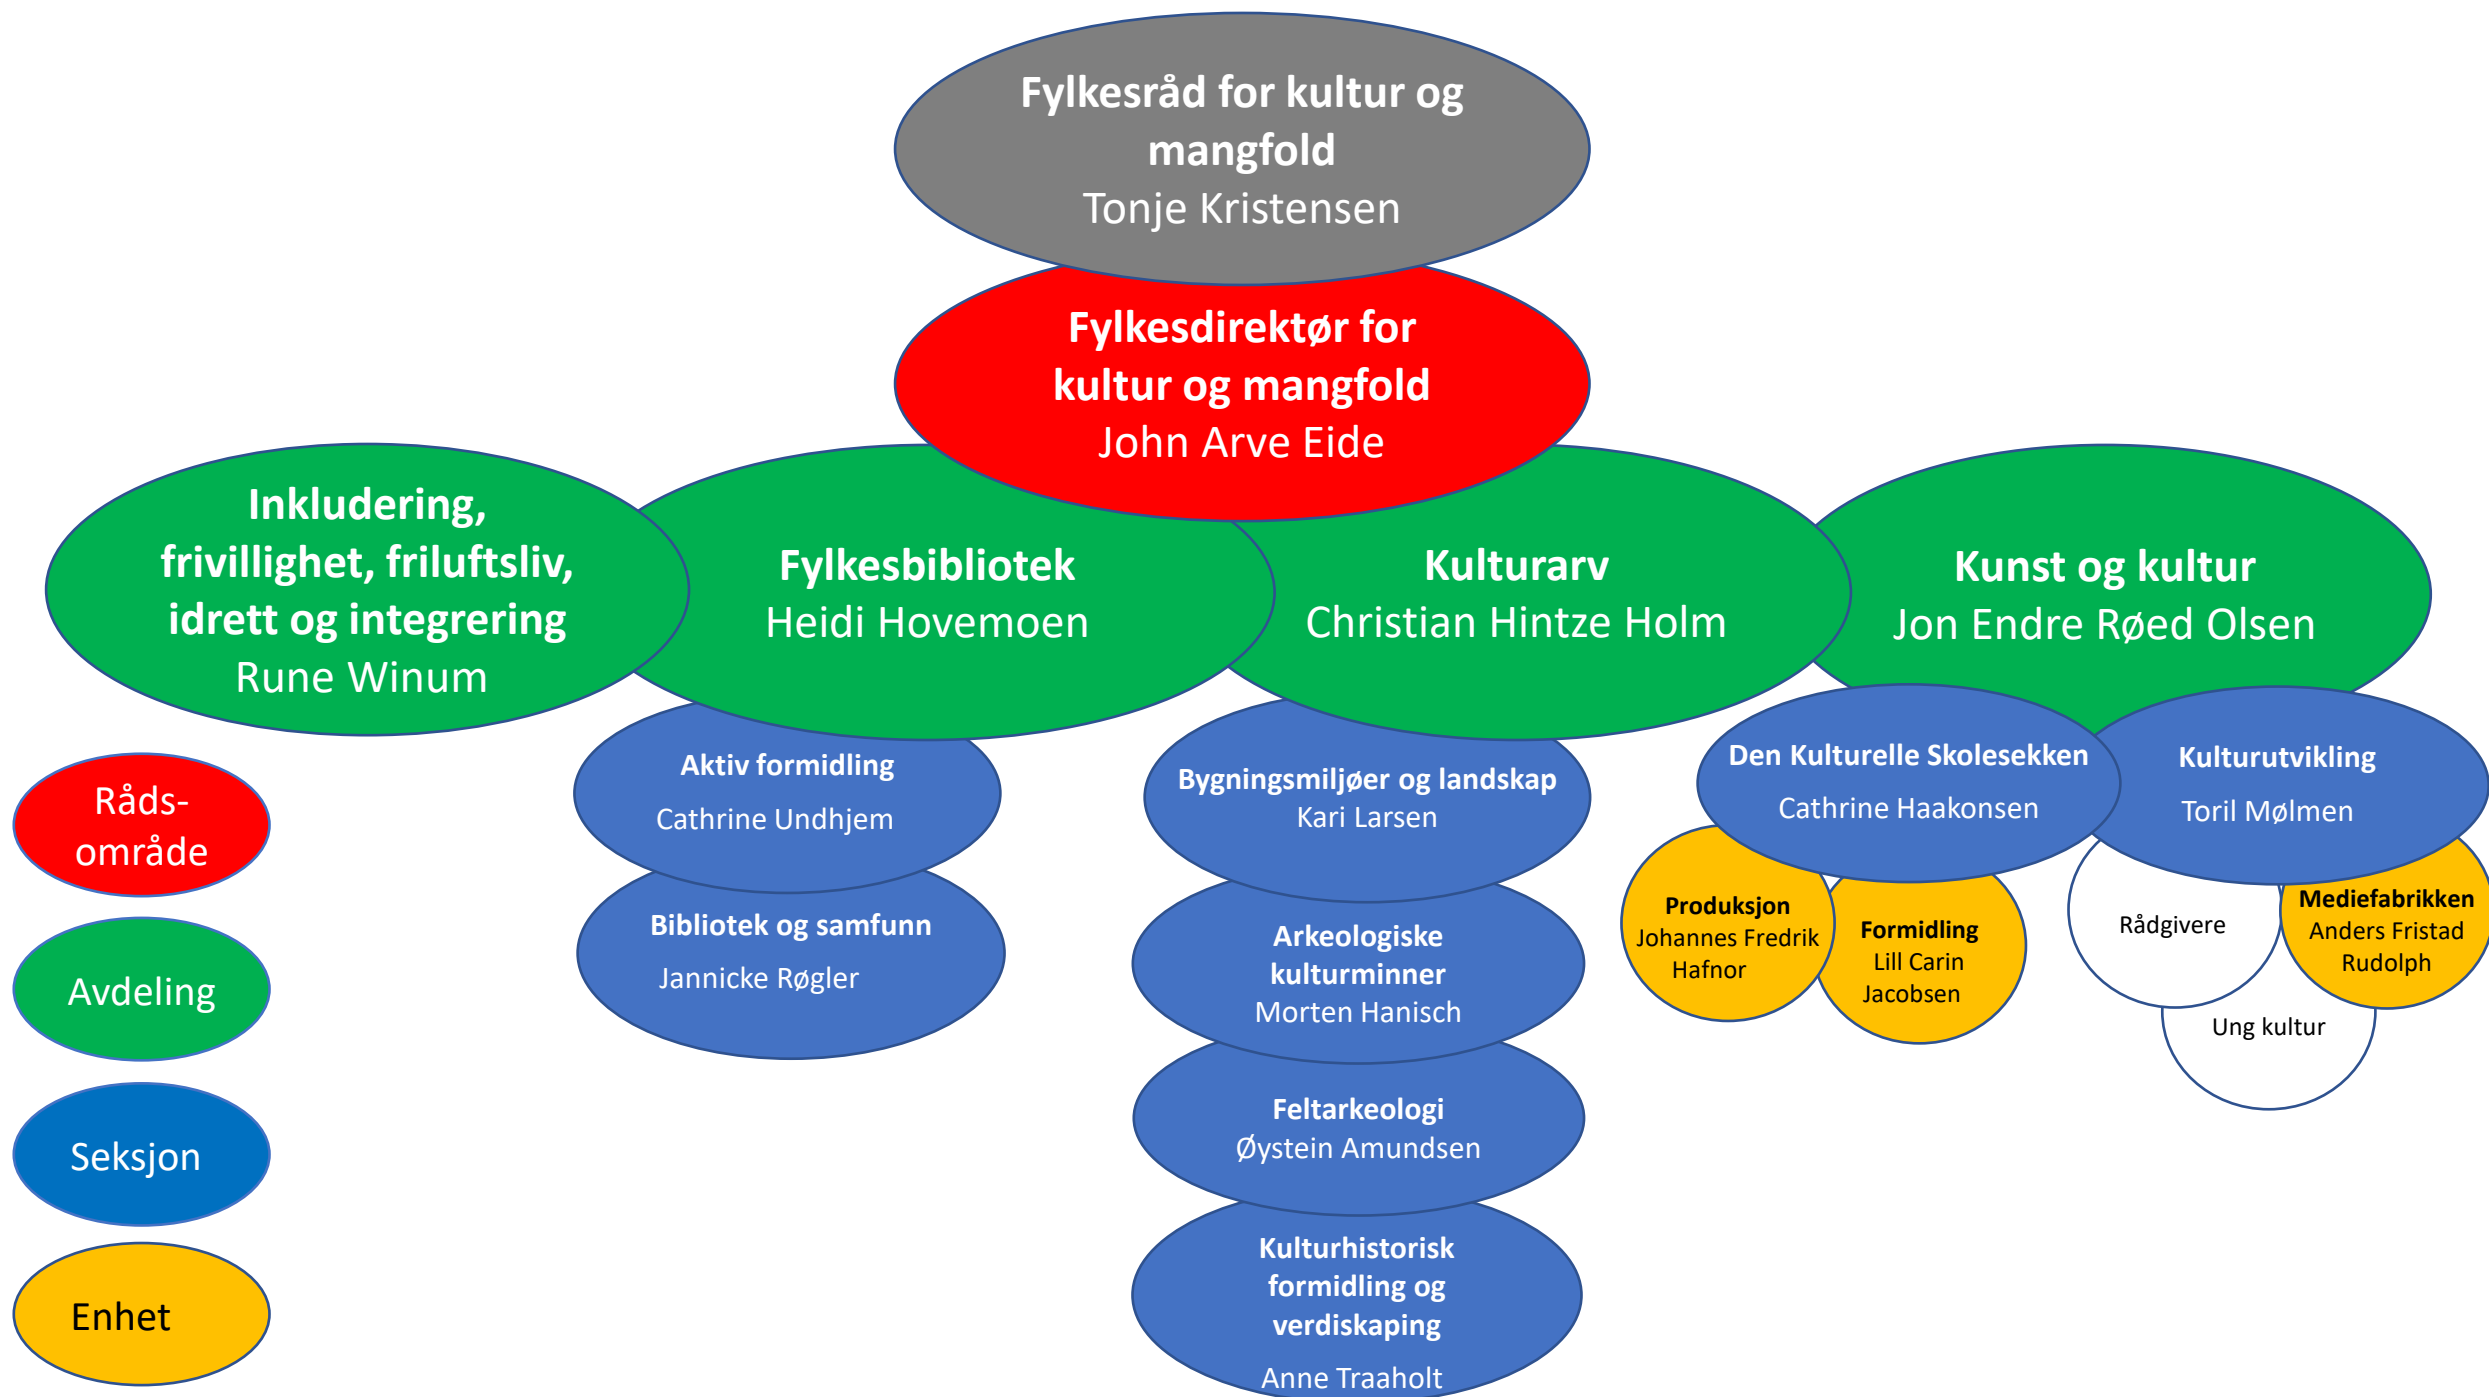 Fylkesråd for kultur og
mangfold
Tonje Kristensen
Fylkesdirektør for
kultur og mangfold
John Arve Eide
Inkludering,
frivillighet, friluftsliv,
idrett og integrering
Rune Winum
Fylkesbibliotek
Heidi Hovemoen
Kulturarv
Christian Hintze Holm
Kunst og kultur
Jon Endre Røed Olsen
Aktiv formidling
Cathrine Undhjem
Bibliotek og samfunn
Jannicke Røgler
Bygningsmiljøer og landskap
Kari Larsen
Arkeologiske
kulturminner
Morten Hanisch
Feltarkeologi
Øystein Amundsen
Kulturhistorisk
formidling og
verdiskaping
Anne Traaholt
Den Kulturelle Skolesekken
Cathrine Haakonsen
Kulturutvikling
Toril Mølmen
Produksjon
Johannes Fredrik
Hafnor
Formidling
Lill Carin
Jacobsen
Rådgivere
Mediefabrikken
Anders Fristad
Rudolph
Ung kultur
Råds-
område
Avdeling
Seksjon
Enhet